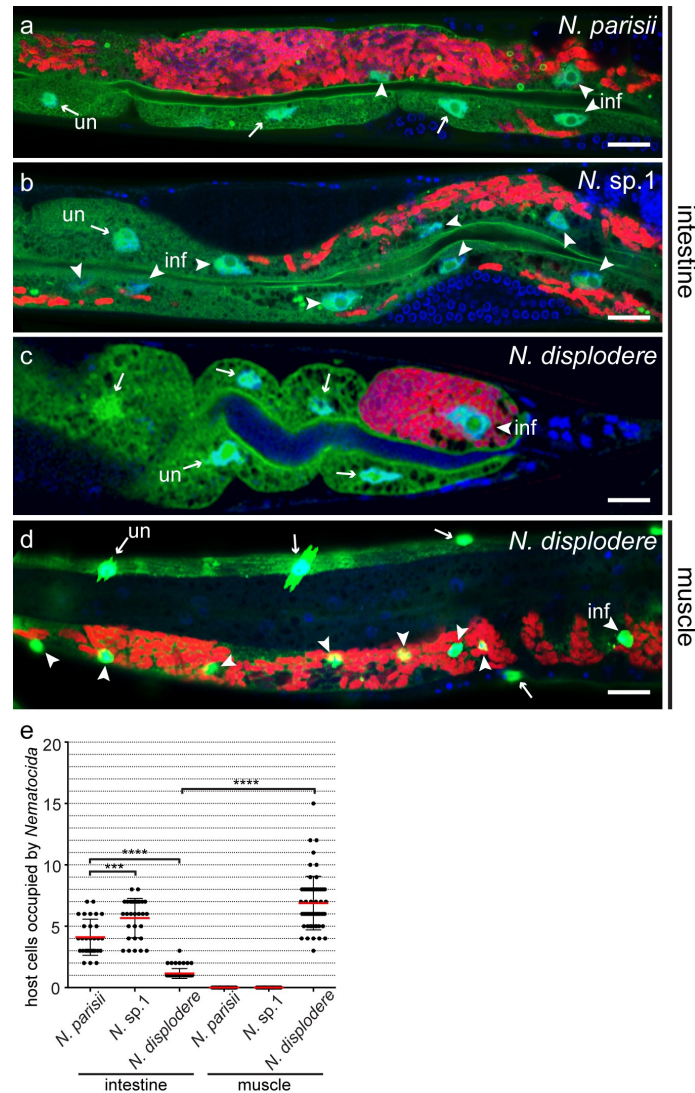 a
N. parisii
un
inf
b
N. sp.1
un
inf
intestine
c
N. displodere
un
inf
d
N. displodere
un
inf
muscle
e
host cells occupied by Nematocida
20
15
10
5
0
****
****
***
N. parisii
N. sp.1
N. displodere
N. parisii
N. sp.1
N. displodere
intestine
muscle